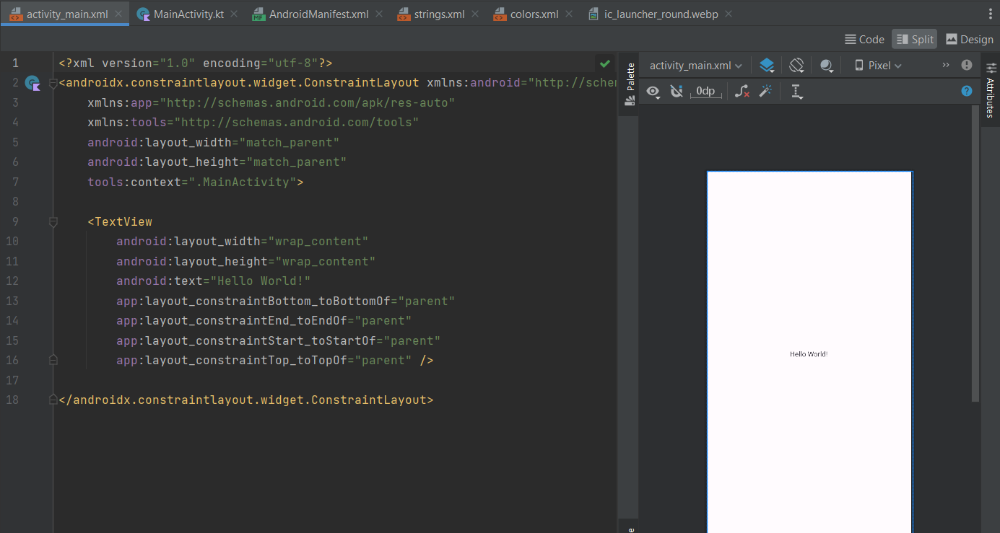 activity_main.xml MainActivity.kt AndroidManifest.xml strings.xml colors.xml ic_launcher_round.webp
Code Split Design
1 <?xml version="1.0" encoding="utf-8"?>
2 <androidx.constraintlayout.widget.ConstraintLayout xmlns:android="http://schem
3 xmlns:app="http://schemas.android.com/apk/res-auto"
4 xmlns:tools="http://schemas.android.com/tools"
5 android:layout_width="match_parent"
6 android:layout_height="match_parent"
7 tools:context=".MainActivity">
8
9 <TextView
10 android:layout_width="wrap_content"
11 android:layout_height="wrap_content"
12 android:text="Hello World!"
13 app:layout_constraintBottom_toBottomOf="parent"
14 app:layout_constraintEnd_toEndOf="parent"
15 app:layout_constraintStart_toStartOf="parent"
16 app:layout_constraintTop_toTopOf="parent" />
17
18 </androidx.constraintlayout.widget.ConstraintLayout>
Palette
activity_main.xml Pixel
0dp
Attributes
Hello World!